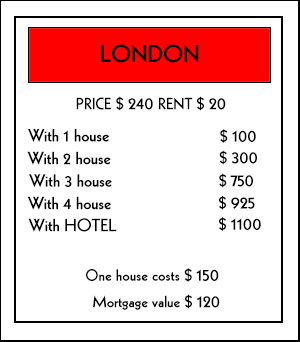 LONDON
PRICE $ 240 RENT $ 20
With 1 house $ 100
With 2 house $ 300
With 3 house $ 750
With 4 house $ 925
With HOTEL $ 1100
One house costs $ 150
Mortgage value $ 120